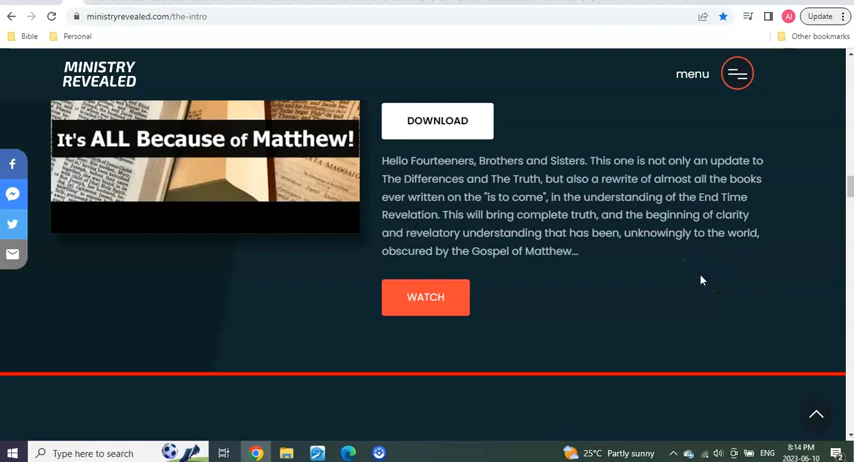 ministryrevealed.com/the-intro
AI
Update
Bible
Personal
Other bookmarks
MINISTRY
REVEALED
menu
It's ALL Because of Matthew!
DOWNLOAD
Hello Fourteeners, Brothers and Sisters. This one is not only an update to
The Differences and The Truth, but also a rewrite of almost all the books
ever written on the "is to come", in the understanding of the End Time
Revelation. This will bring complete truth, and the beginning of clarity
and revelatory understanding that has been, unknowingly to the world,
obscured by the Gospel of Matthew...
WATCH
Type here to search
25°C Partly sunny
ENG
8:14 PM
2023-06-10
2